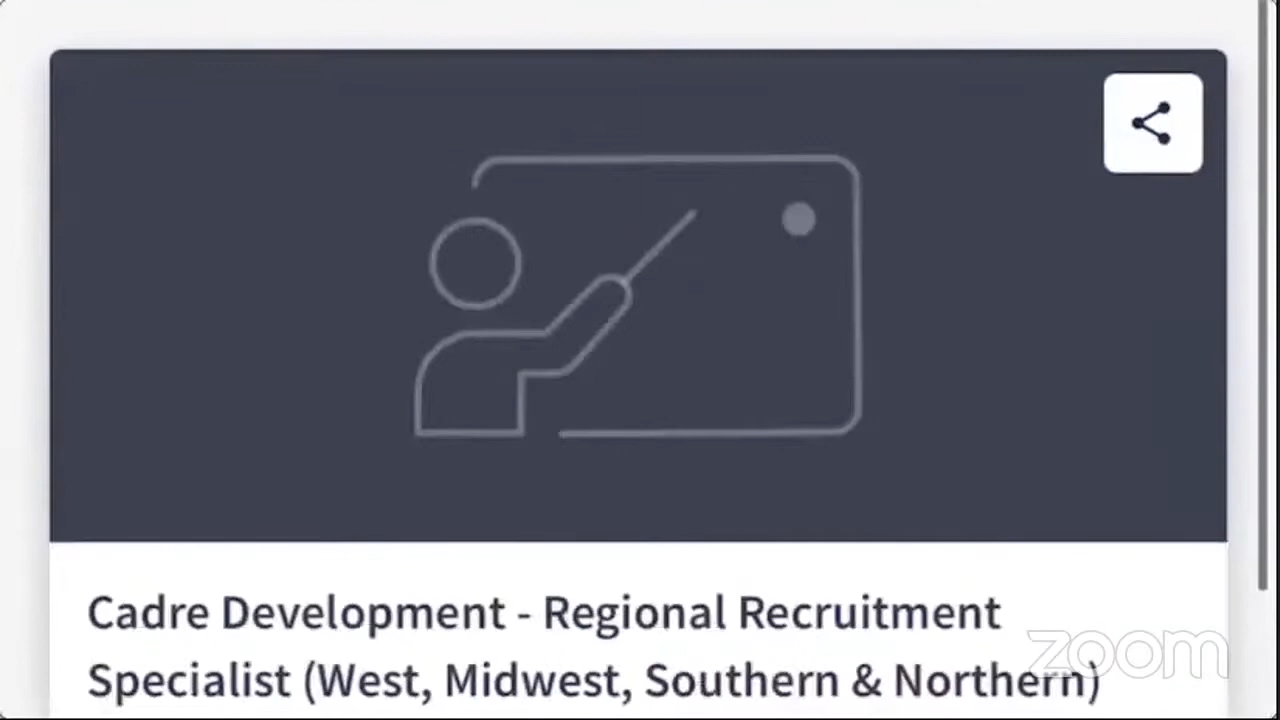 Cadre Development - Regional Recruitment
Specialist (West, Midwest, Southern & Northern)
zoom